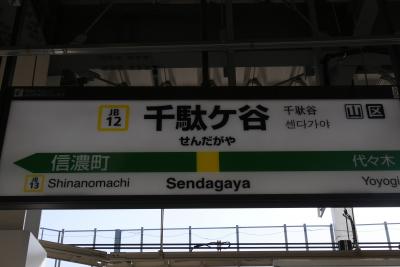 JB 12 千駄ケ谷 千駄谷 山 区
せんだがや 센다가야
信濃町 代々木
JB 13 Shinanomachi Sendagaya Yoyogi